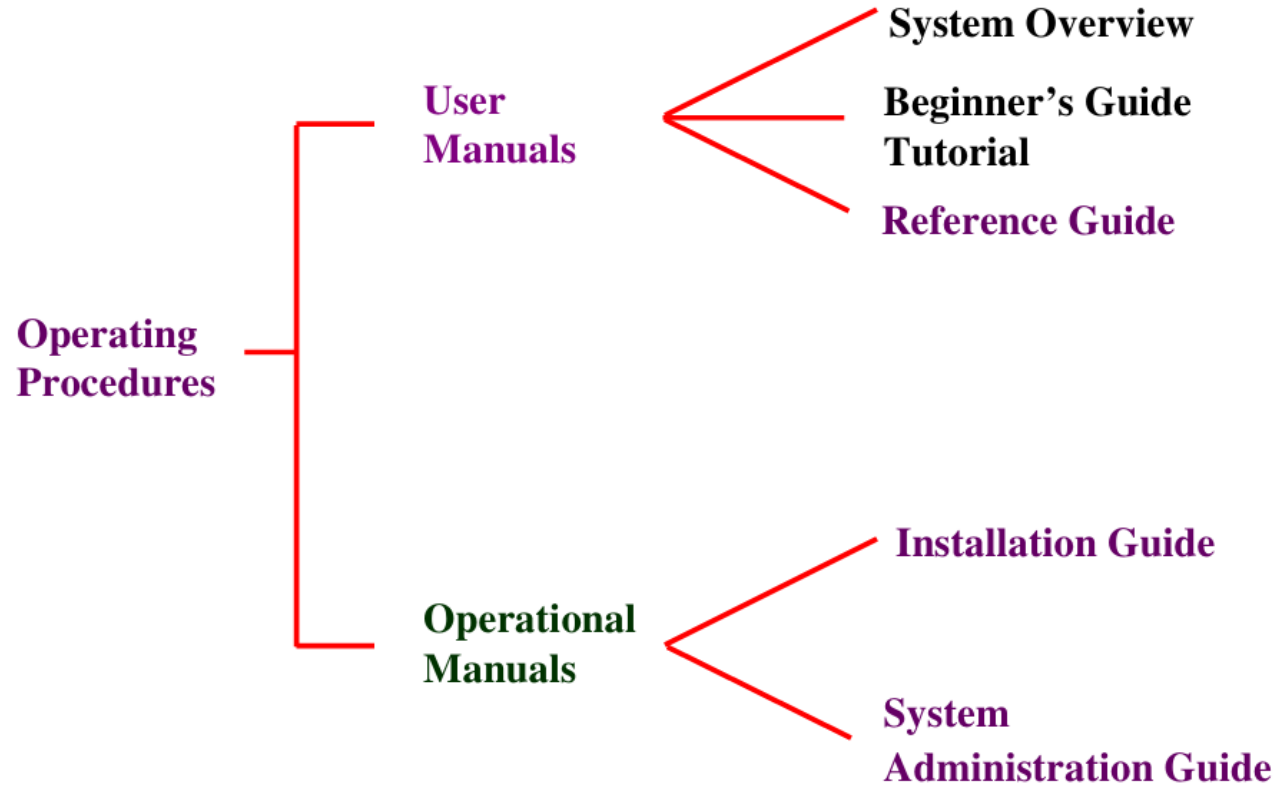 System Overview
User
Manuals
Beginner’s Guide
Tutorial
Reference Guide
Operating
Procedures
Installation Guide
Operational
Manuals
System
Administration Guide